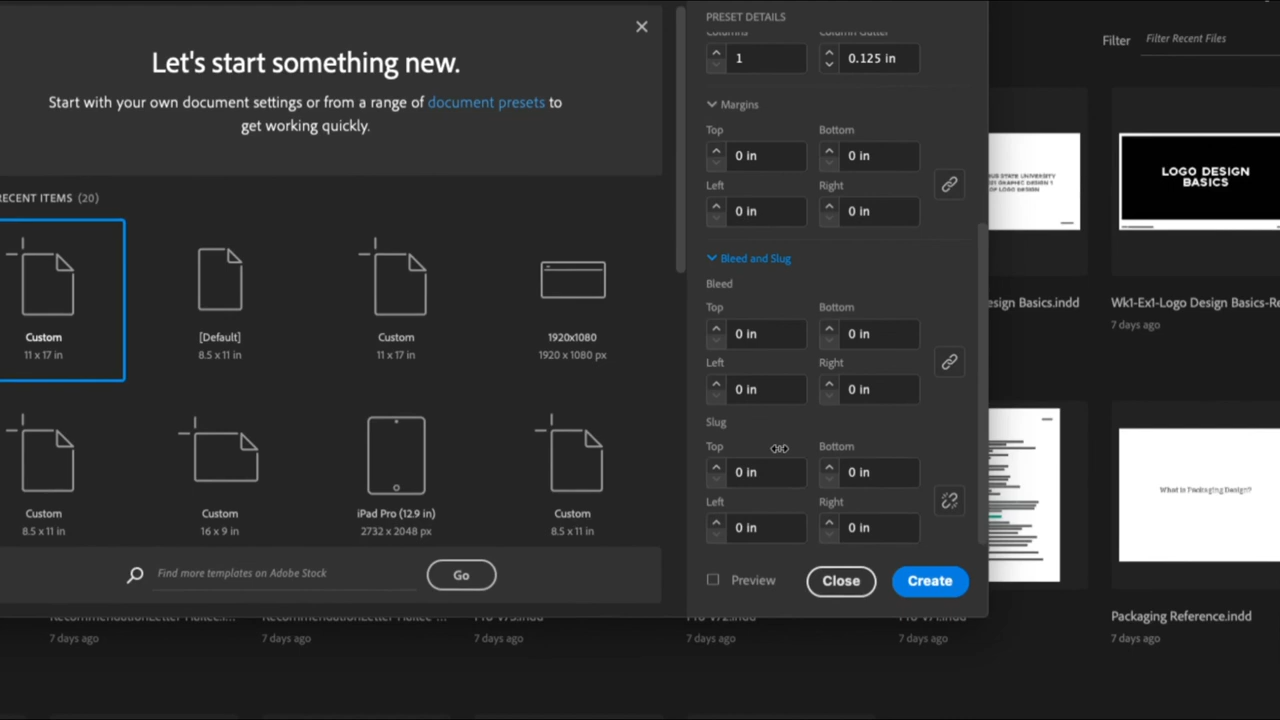 Let's start something new.
Start with your own document settings or from a range of document presets to
get working quickly.
RECENT ITEMS (20)
Custom
11 x 17 in
[Default]
8.5 x 11 in
Custom
11 x 17 in
1920x1080
1920 x 1080 px
Custom
8.5 x 11 in
Custom
16 x 9 in
iPad Pro (12.9 in)
2732 x 2048 px
Custom
8.5 x 11 in
Find more templates on Adobe Stock
Go
PRESET DETAILS
Columns
Column Gutter
1
0.125 in
Margins
Top
Bottom
0 in
0 in
Left
Right
0 in
0 in
Bleed and Slug
Bleed
Top
Bottom
0 in
0 in
Left
Right
0 in
0 in
Slug
Top
Bottom
0 in
0 in
Left
Right
0 in
0 in
Preview
Close
Create
Filter
Filter Recent Files
LOGO DESIGN
BASICS
esign Basics.indd
Wk1-Ex1-Logo Design Basics-Re
7 days ago
What is Packaging Design?
Packaging Reference.indd
7 days ago
7 days ago
7 days ago
7 days ago
7 days ago
7 days ago